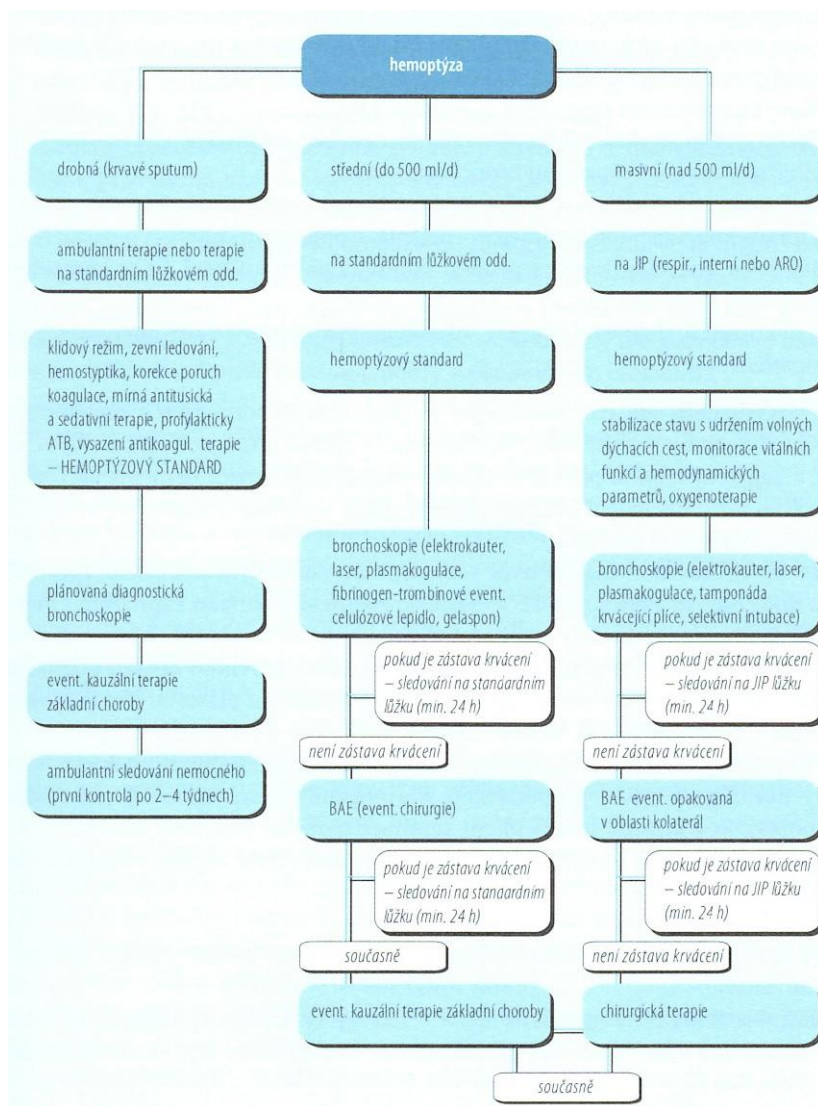 hemoptýza
drobná (krvavé sputum)
ambulantní terapie nebo terapie
na standardním lůžkovém odd.
klidový režim, zevní ledování,
hemostyptika, korekce poruch
koagulace, mírná antitusická
a sedativní terapie, profylakticky
ATB, vysazení antikoagul. terapie
– HEMOPTÝZOVÝ STANDARD
plánovaná diagnostická
bronchoskopie
event. kauzální terapie
základní choroby
ambulantní sledování nemocného
(první kontrola po 2–4 týdnech)
střední (do 500 ml/d)
na standardním lůžkovém odd.
hemoptýzový standard
bronchoskopie (elektrokauter,
laser, plasmakogulace,
fibrinogen-trombinové event.
celulózové lepidlo, gelaspon)
pokud je zástava krvácení
– sledování na standardním
lůžku (min. 24 h)
není zástava krvácení
BAE (event. chirurgie)
pokud je zástava krvácení
– sledování na standardním
lůžku (min. 24 h)
současně
event. kauzální terapie základní choroby
masivní (nad 500 ml/d)
na JIP (respir., interní nebo ARO)
hemoptýzový standard
stabilizace stavu s udržením volných
dýchacích cest, monitorace vitálních
funkcí a hemodynamických
parametrů, oxygenoterapie
bronchoskopie (elektrokauter, laser,
plasmakogulace, tamponáda
krvácející plíce, selektivní intubace)
pokud je zástava krvácení
– sledování na JIP lůžku
(min. 24 h)
není zástava krvácení
BAE event. opakovaná
v oblasti kolaterál
pokud je zástava krvácení
– sledování na JIP lůžku
(min. 24 h)
není zástava krvácení
chirurgická terapie
současně